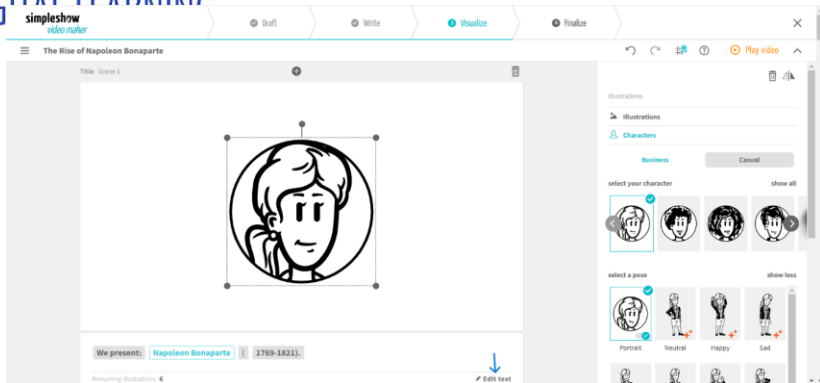 simpleshow
video maker
Draft
Write
Visualize
Finalize
The Rise of Napoleon Bonaparte
Play video
Title Scene 1
Illustrations
Illustrations
Characters
Business
Casual
select your character
show all
select a pose
show less
Portrait
Neutral
Happy
Sad
We present: Napoleon Bonaparte ( 1769-1821).
Remaining illustrations: 6
Edit text